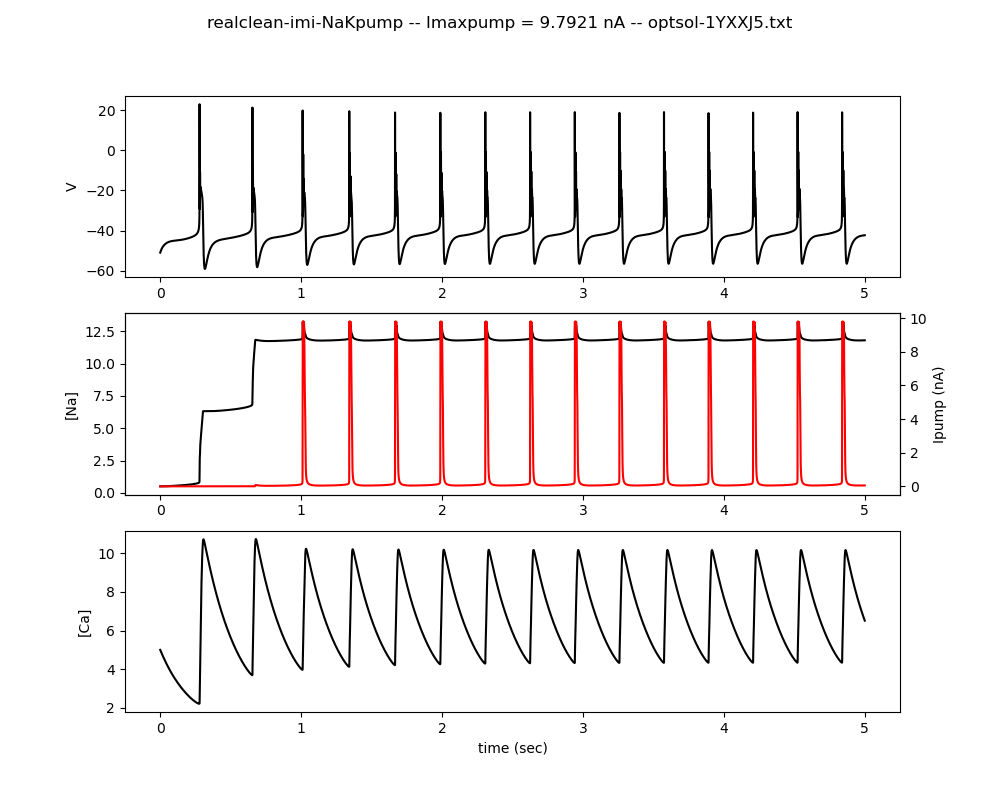 realclean-imi-NaKpump -- Imaxpump = 9.7921 nA -- optsol-1YXXJ5.txt
20
0
−20
−40
−60
V
0 1 2 3 4 5
12.5
10.0
7.5
5.0
2.5
0.0
[Na]
10
8
6
4
2
0
Ipump (nA)
0 1 2 3 4 5
10
8
6
4
2
[Ca]
0 1 2 3 4 5
time (sec)